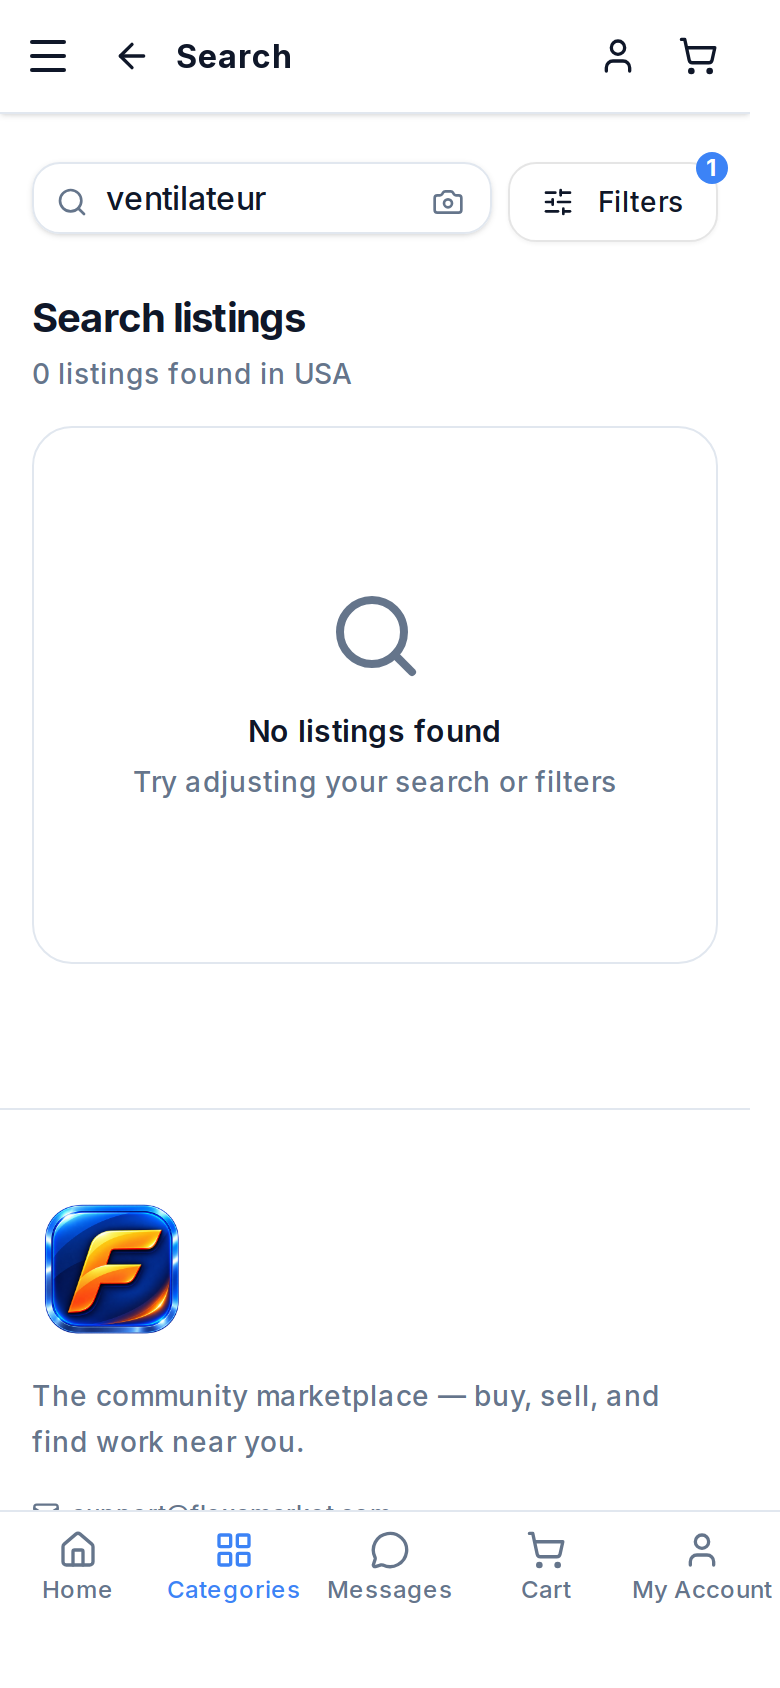 Search
ventilateur
Filters
1
Search listings
0 listings found in USA
No listings found
Try adjusting your search or filters
F
The community marketplace — buy, sell, and
find work near you.
Home
Categories
Messages
Cart
My Account